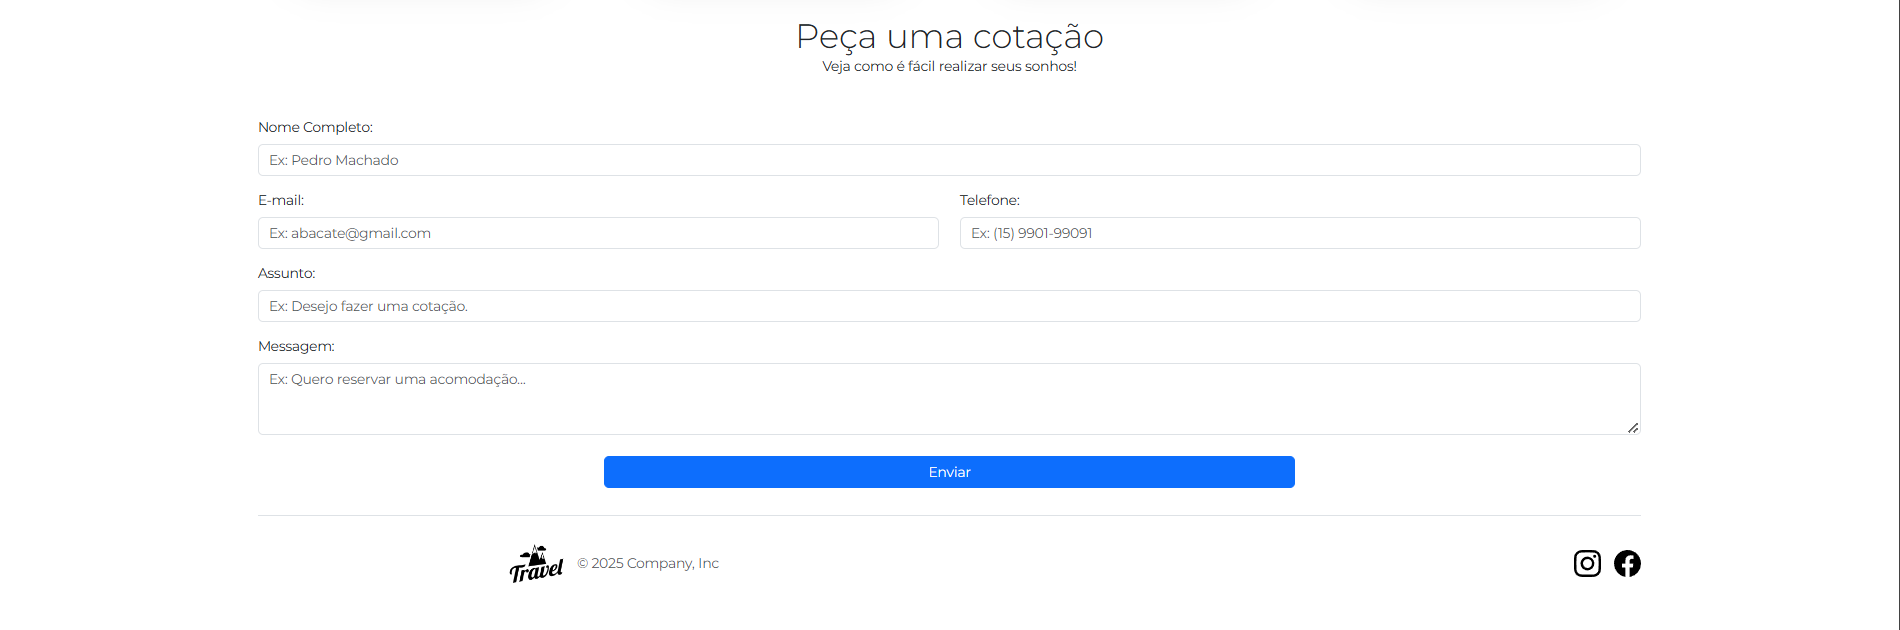 Peça uma cotação
Veja como é fácil realizar seus sonhos!
Nome Completo:
Ex: Pedro Machado
E-mail:
Telefone:
Ex: abacate@gmail.com
Ex: (15) 9901-99091
Assunto:
Ex: Desejo fazer uma cotação.
Messagem:
Ex: Quero reservar uma acomodação...
Enviar
Travel
© 2025 Company, Inc